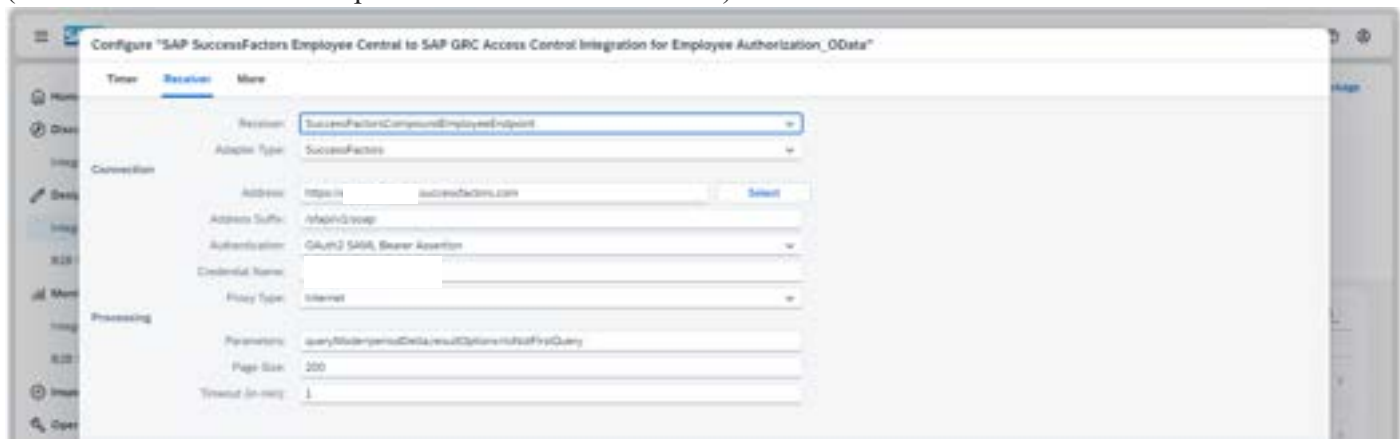 Configure "SAP SuccessFactors Employee Central to SAP GRC Access Control Integration for Employee Authorization_OData"
Timer Receiver More
Receiver: SuccessFactorsCompoundEmployeeEndpoint
Adapter Type: SuccessFactors
Connection
Address: https:// successfactors.com Select
Address Suffix: /sfapi/v1/soap
Authentication: OAuth2 SAML Bearer Assertion
Credential Name:
Proxy Type: Internet
Processing
Parameters: queryMode=periodDelta;resultOptions=isNotFirstQuery
Page Size: 200
Timeout (in min): 1